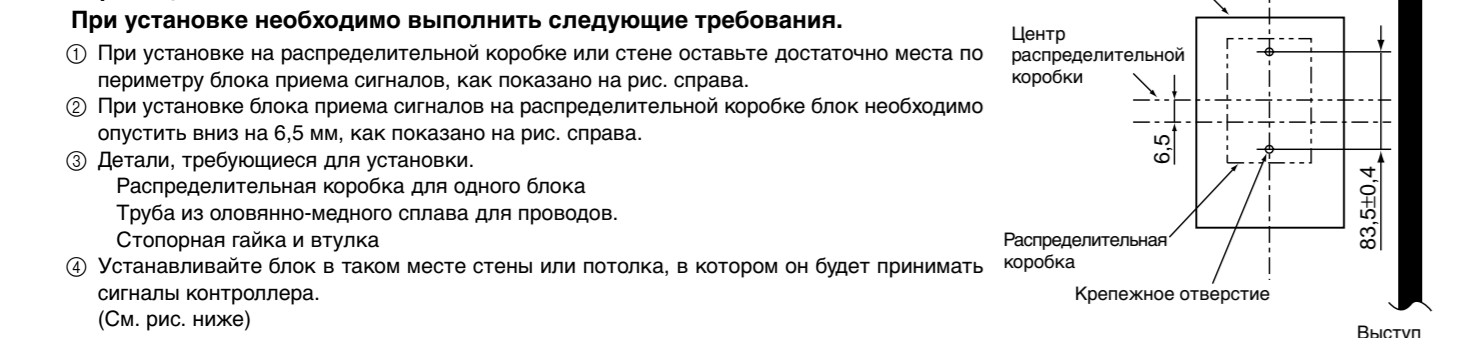 При установке необходимо выполнить следующие требования.
① При установке на распределительной коробке или стене оставьте достаточно места по
периметру блока приема сигналов, как показано на рис. справа.
② При установке блока приема сигналов на распределительной коробке блок необходимо
опустить вниз на 6,5 мм, как показано на рис. справа.
③ Детали, требующиеся для установки.
Распределительная коробка для одного блока
Труба из оловянно-медного сплава для проводов.
Стопорная гайка и втулка
④ Устанавливайте блок в таком месте стены или потолка, в котором он будет принимать
сигналы контроллера.
(См. рис. ниже)
Центр
распределительной
коробки
6,5
83,5±0,4
Распределительная
коробка
Крепежное отверстие
Выступ